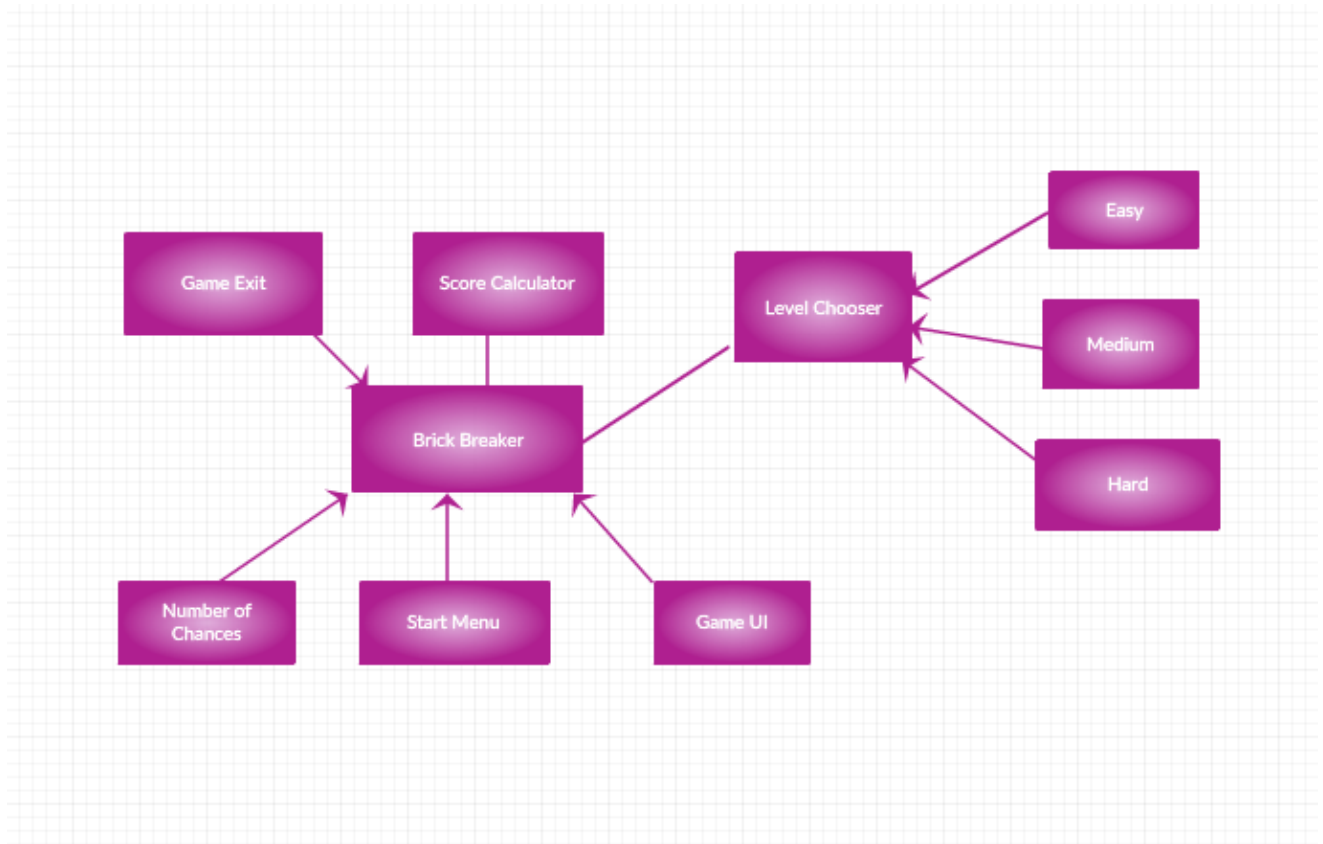 Easy
Game Exit
Score Calculator
Level Chooser
Medium
Brick Breaker
Hard
Number of
Chances
Start Menu
Game UI